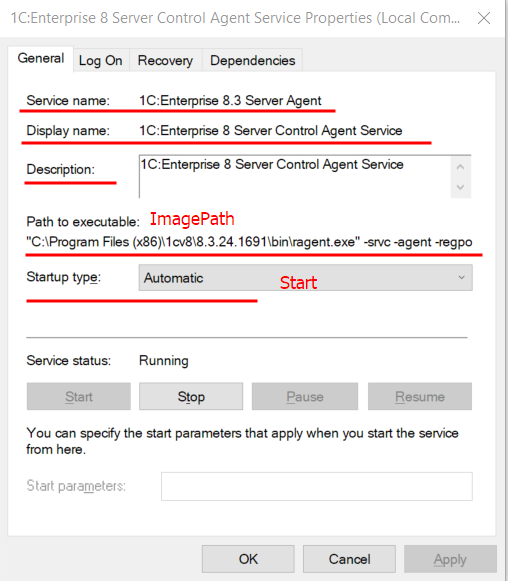 1C:Enterprise 8 Server Control Agent Service Properties (Local Com...
General Log On Recovery Dependencies
Service name: 1C:Enterprise 8.3 Server Agent
Display name: 1C:Enterprise 8 Server Control Agent Service
Description: 1C:Enterprise 8 Server Control Agent Service
Path to executable: ImagePath
"C:\Program Files (x86)\1cv8\8.3.24.1691\bin\ragent.exe" -srvc -agent -regpo
Startup type: Automatic Start
Service status: Running
Start Stop Pause Resume
You can specify the start parameters that apply when you start the service
from here.
Start parameters:
OK Cancel Apply